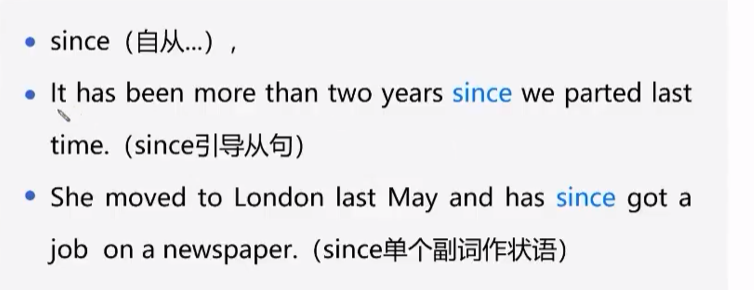 since（自从...）,
It has been more than two years since we parted last
time.（since引导从句）
She moved to London last May and has since got a
job on a newspaper.（since单个副词作状语）